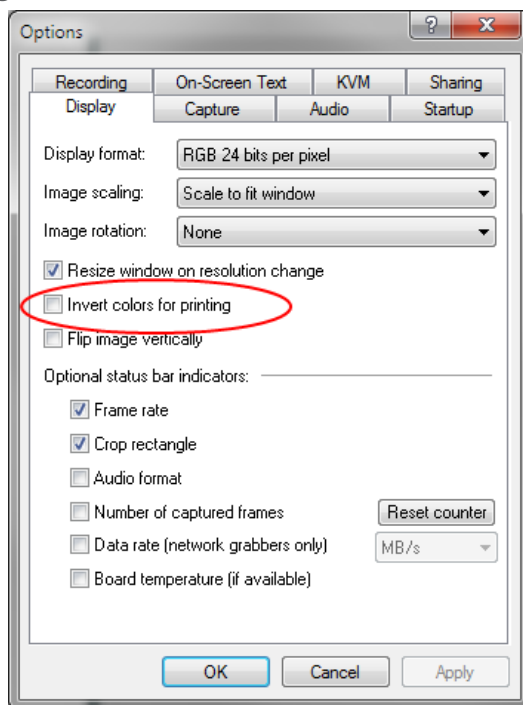 Options
Recording On-Screen Text KVM Sharing
Display Capture Audio Startup
Display format: RGB 24 bits per pixel
Image scaling: Scale to fit window
Image rotation: None
Resize window on resolution change
Invert colors for printing
Flip image vertically
Optional status bar indicators:
Frame rate
Crop rectangle
Audio format
Number of captured frames Reset counter
Data rate (network grabbers only) MB/s
Board temperature (if available)
OK Cancel Apply